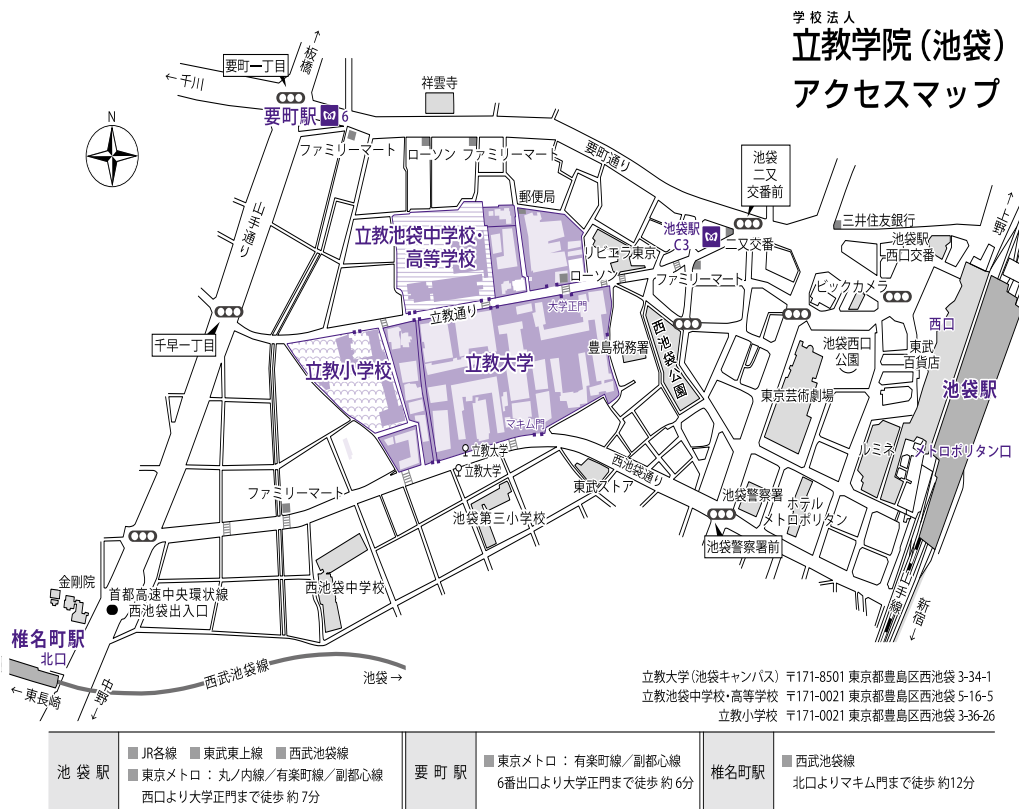 学校法人
立教学院（池袋）
アクセスマップ
↑板橋
要町一丁目
←千川
要町駅
6
祥雲寺
N
ファミリーマート
ローソン
ファミリーマート
要町通り
池袋
二又
交番前
山手通り
郵便局
立教池袋中学校・
高等学校
池袋駅
C3
二又交番
三井住友銀行
↑上野
池袋駅
西口交番
リビエラ東京
ローソン
ファミリーマート
ビックカメラ
大学正門
立教通り
千早一丁目
西口
西池袋公園
豊島税務署
池袋西口
公園
東武
百貨店
立教小学校
立教大学
池袋駅
東京芸術劇場
マキム門
立教大学
立教大学
ルミネ
メトロポリタン口
西池袋通り
東武ストア
ファミリーマート
池袋警察署
ホテル
メトロポリタン
池袋第三小学校
池袋警察署前
金剛院
首都高速中央環状線
西池袋出入口
西池袋中学校
山手線
新宿→
椎名町駅
北口
西武池袋線
池袋→
←東長崎
中野→
立教大学（池袋キャンパス） 〒171-8501 東京都豊島区西池袋 3-34-1
立教池袋中学校・高等学校 〒171-0021 東京都豊島区西池袋 5-16-5
立教小学校 〒171-0021 東京都豊島区西池袋 3-36-26
池袋駅
■JR各線 ■東武東上線 ■西武池袋線
■東京メトロ ： 丸ノ内線／有楽町線／副都心線
西口より大学正門まで徒歩 約 7分
要町駅
■東京メトロ ： 有楽町線／副都心線
6番出口より大学正門まで徒歩 約 6分
椎名町駅
■西武池袋線
北口よりマキム門まで徒歩 約12分